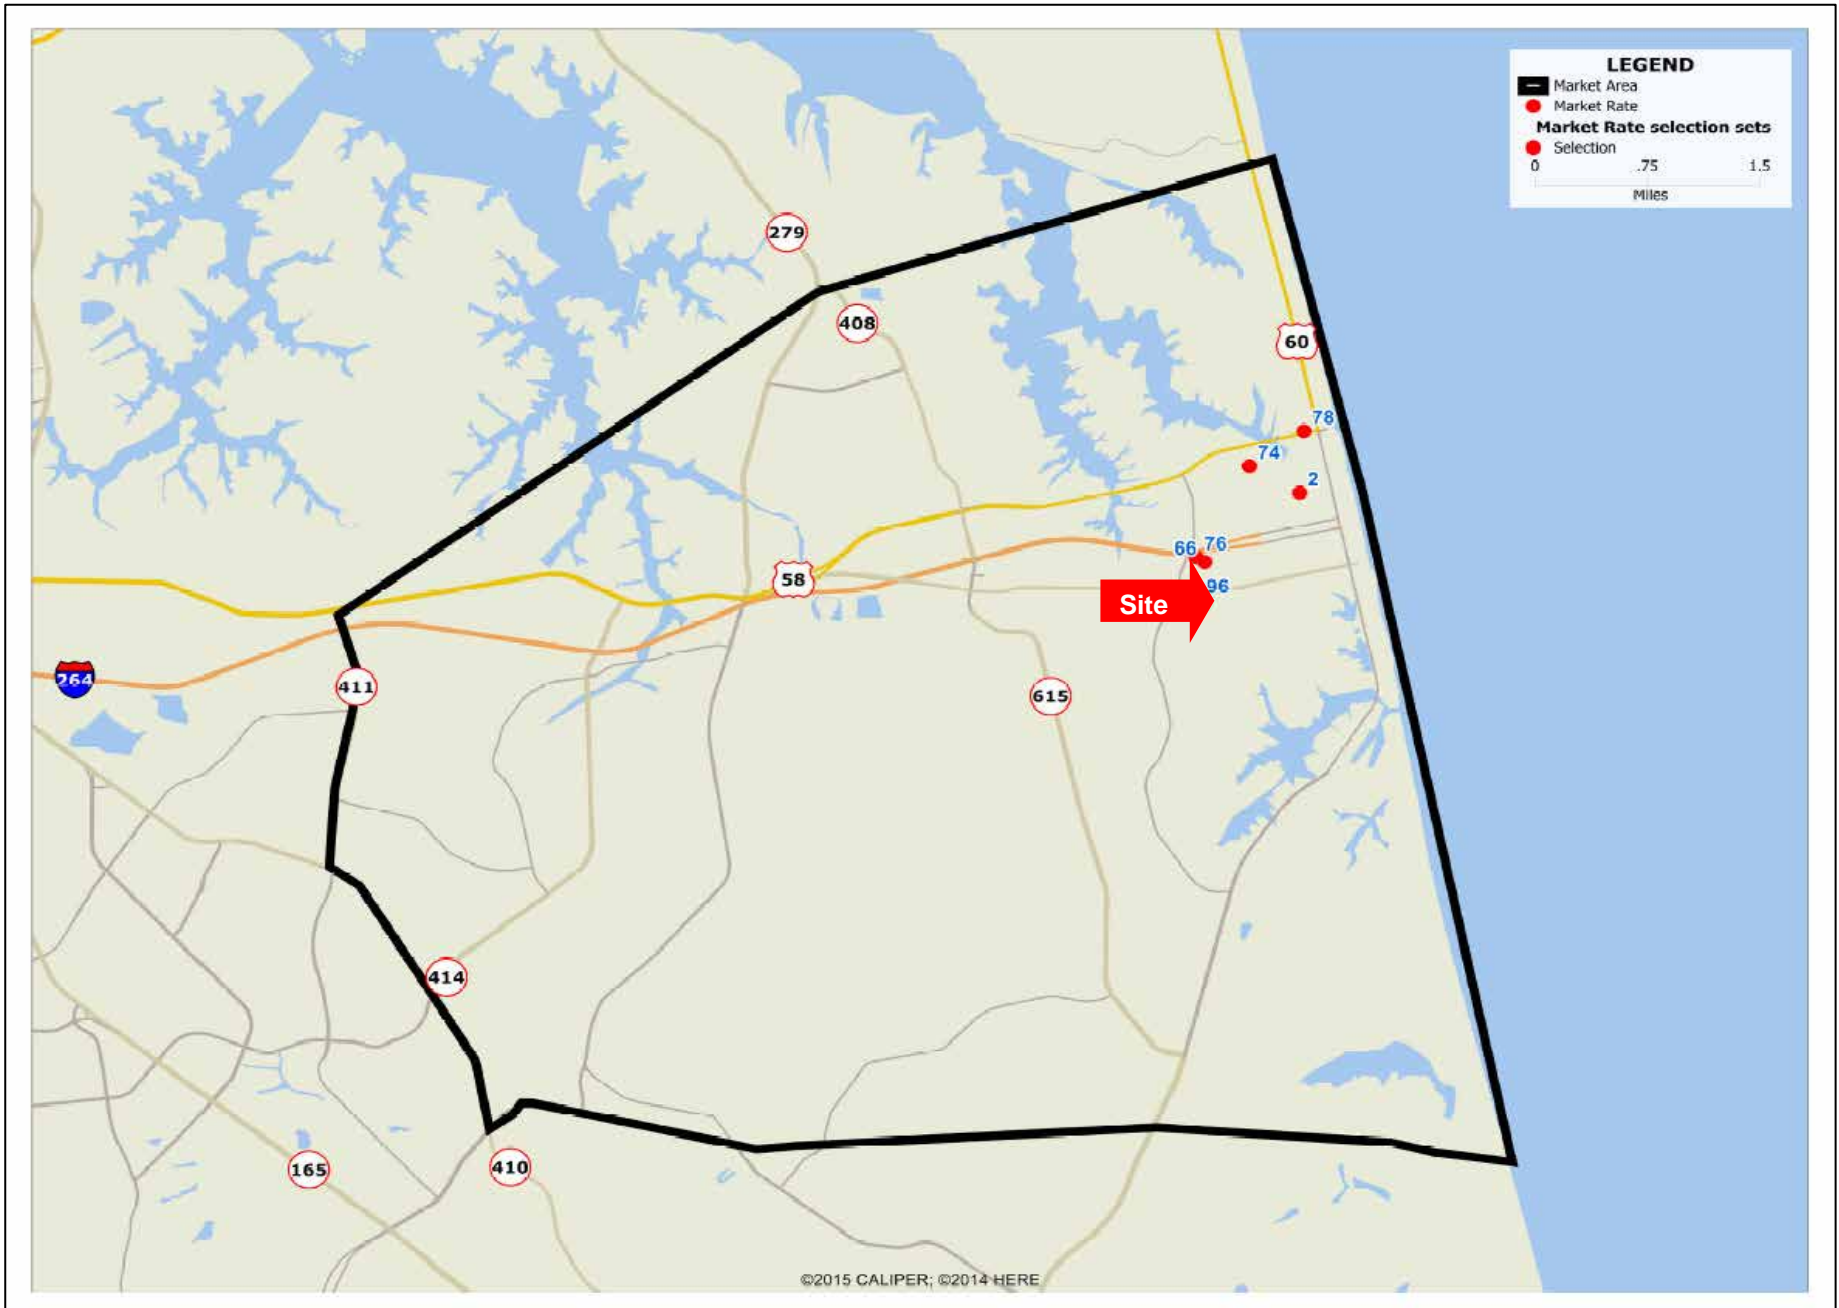 LEGEND
Market Area
Market Rate
Market Rate selection sets
Selection
0 .75 1.5
Miles
279
408
60
78
74
2
66 76
58
96
Site
264
411
615
414
165
410
©2015 CALIPER; ©2014 HERE